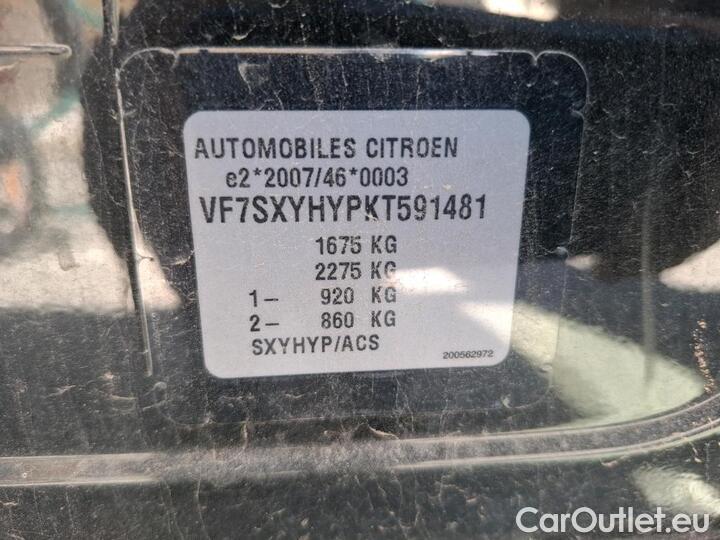 AUTOMOBILES CITROEN
e2*2007/46*0003
VF7SXYHYPKT591481
1675 KG
2275 KG
1- 920 KG
2- 860 KG
SXYHYP/ACS
200562972
CarOutlet.eu